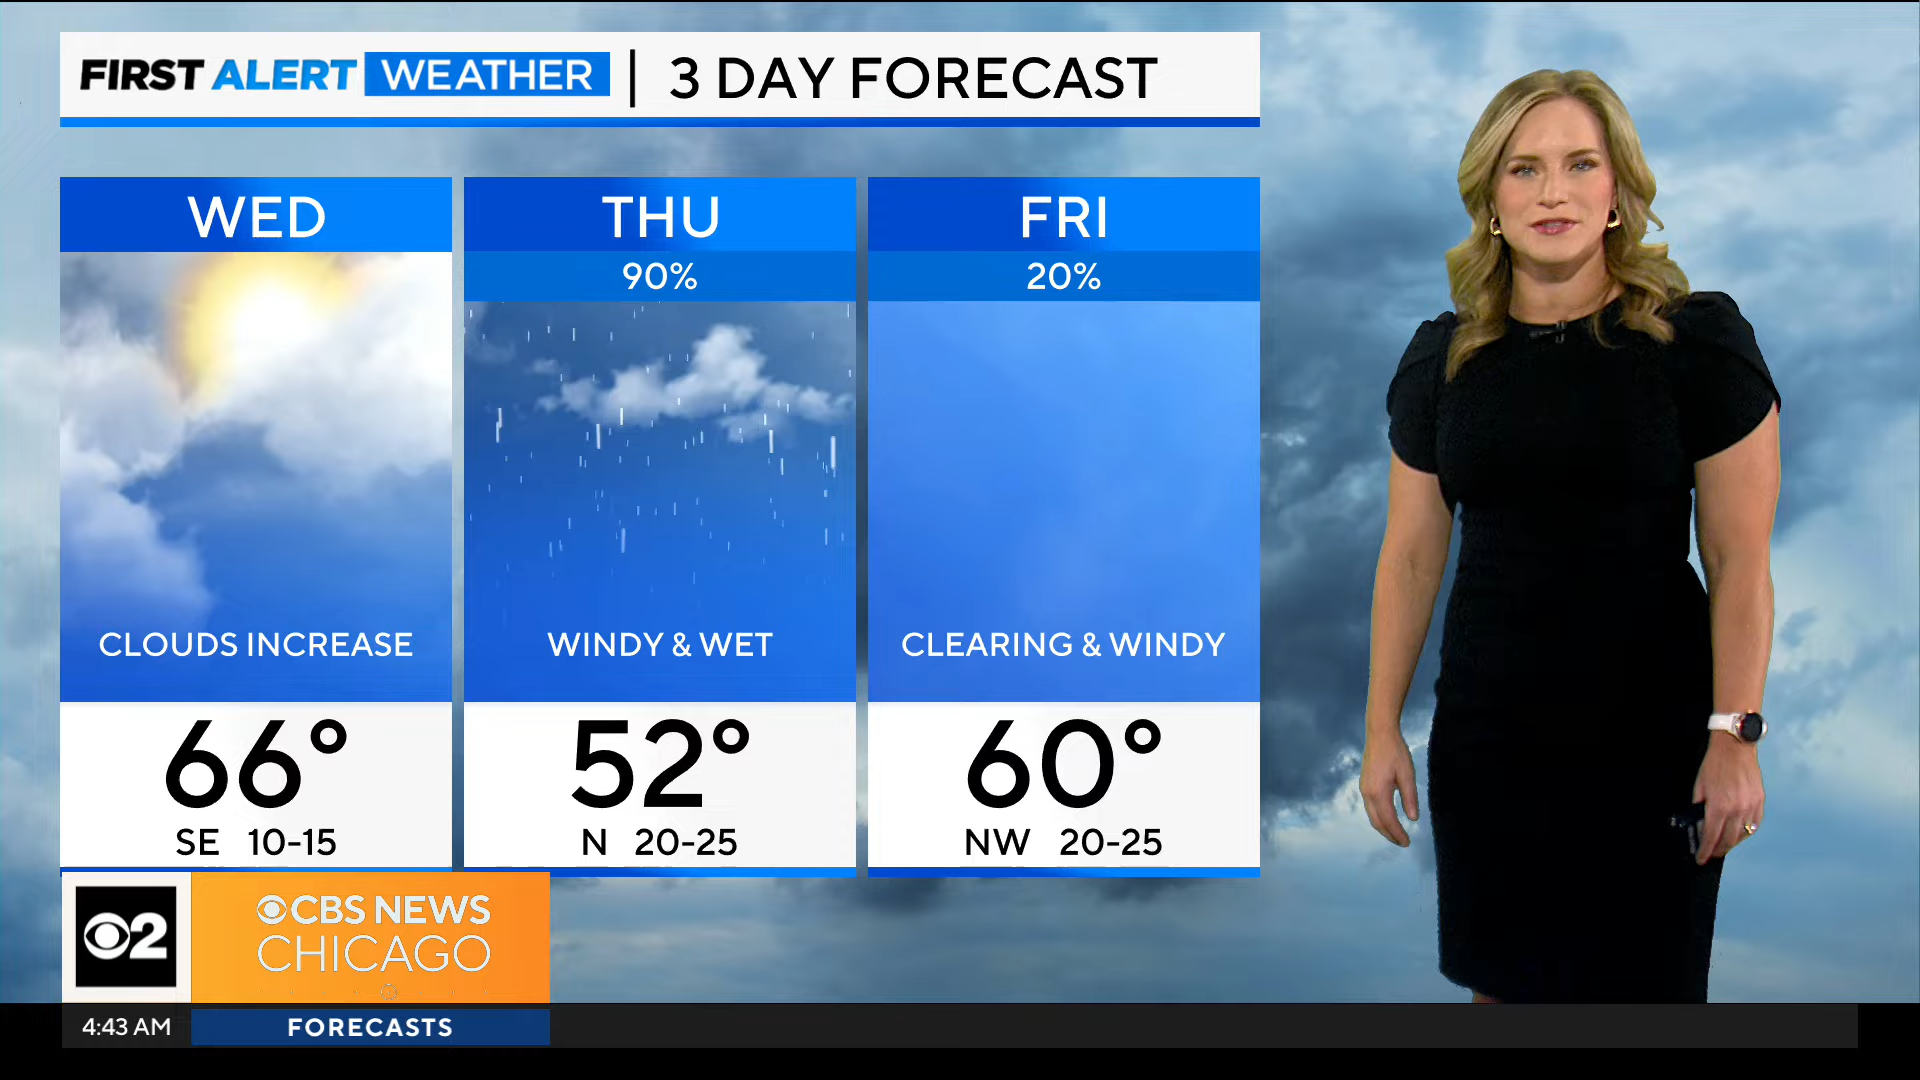 FIRST ALERT WEATHER | 3 DAY FORECAST
WED
CLOUDS INCREASE
66°
SE 10-15
THU
90%
WINDY & WET
52°
N 20-25
FRI
20%
CLEARING & WINDY
60°
NW 20-25
2
CBS NEWS
CHICAGO
4:43 AM
FORECASTS